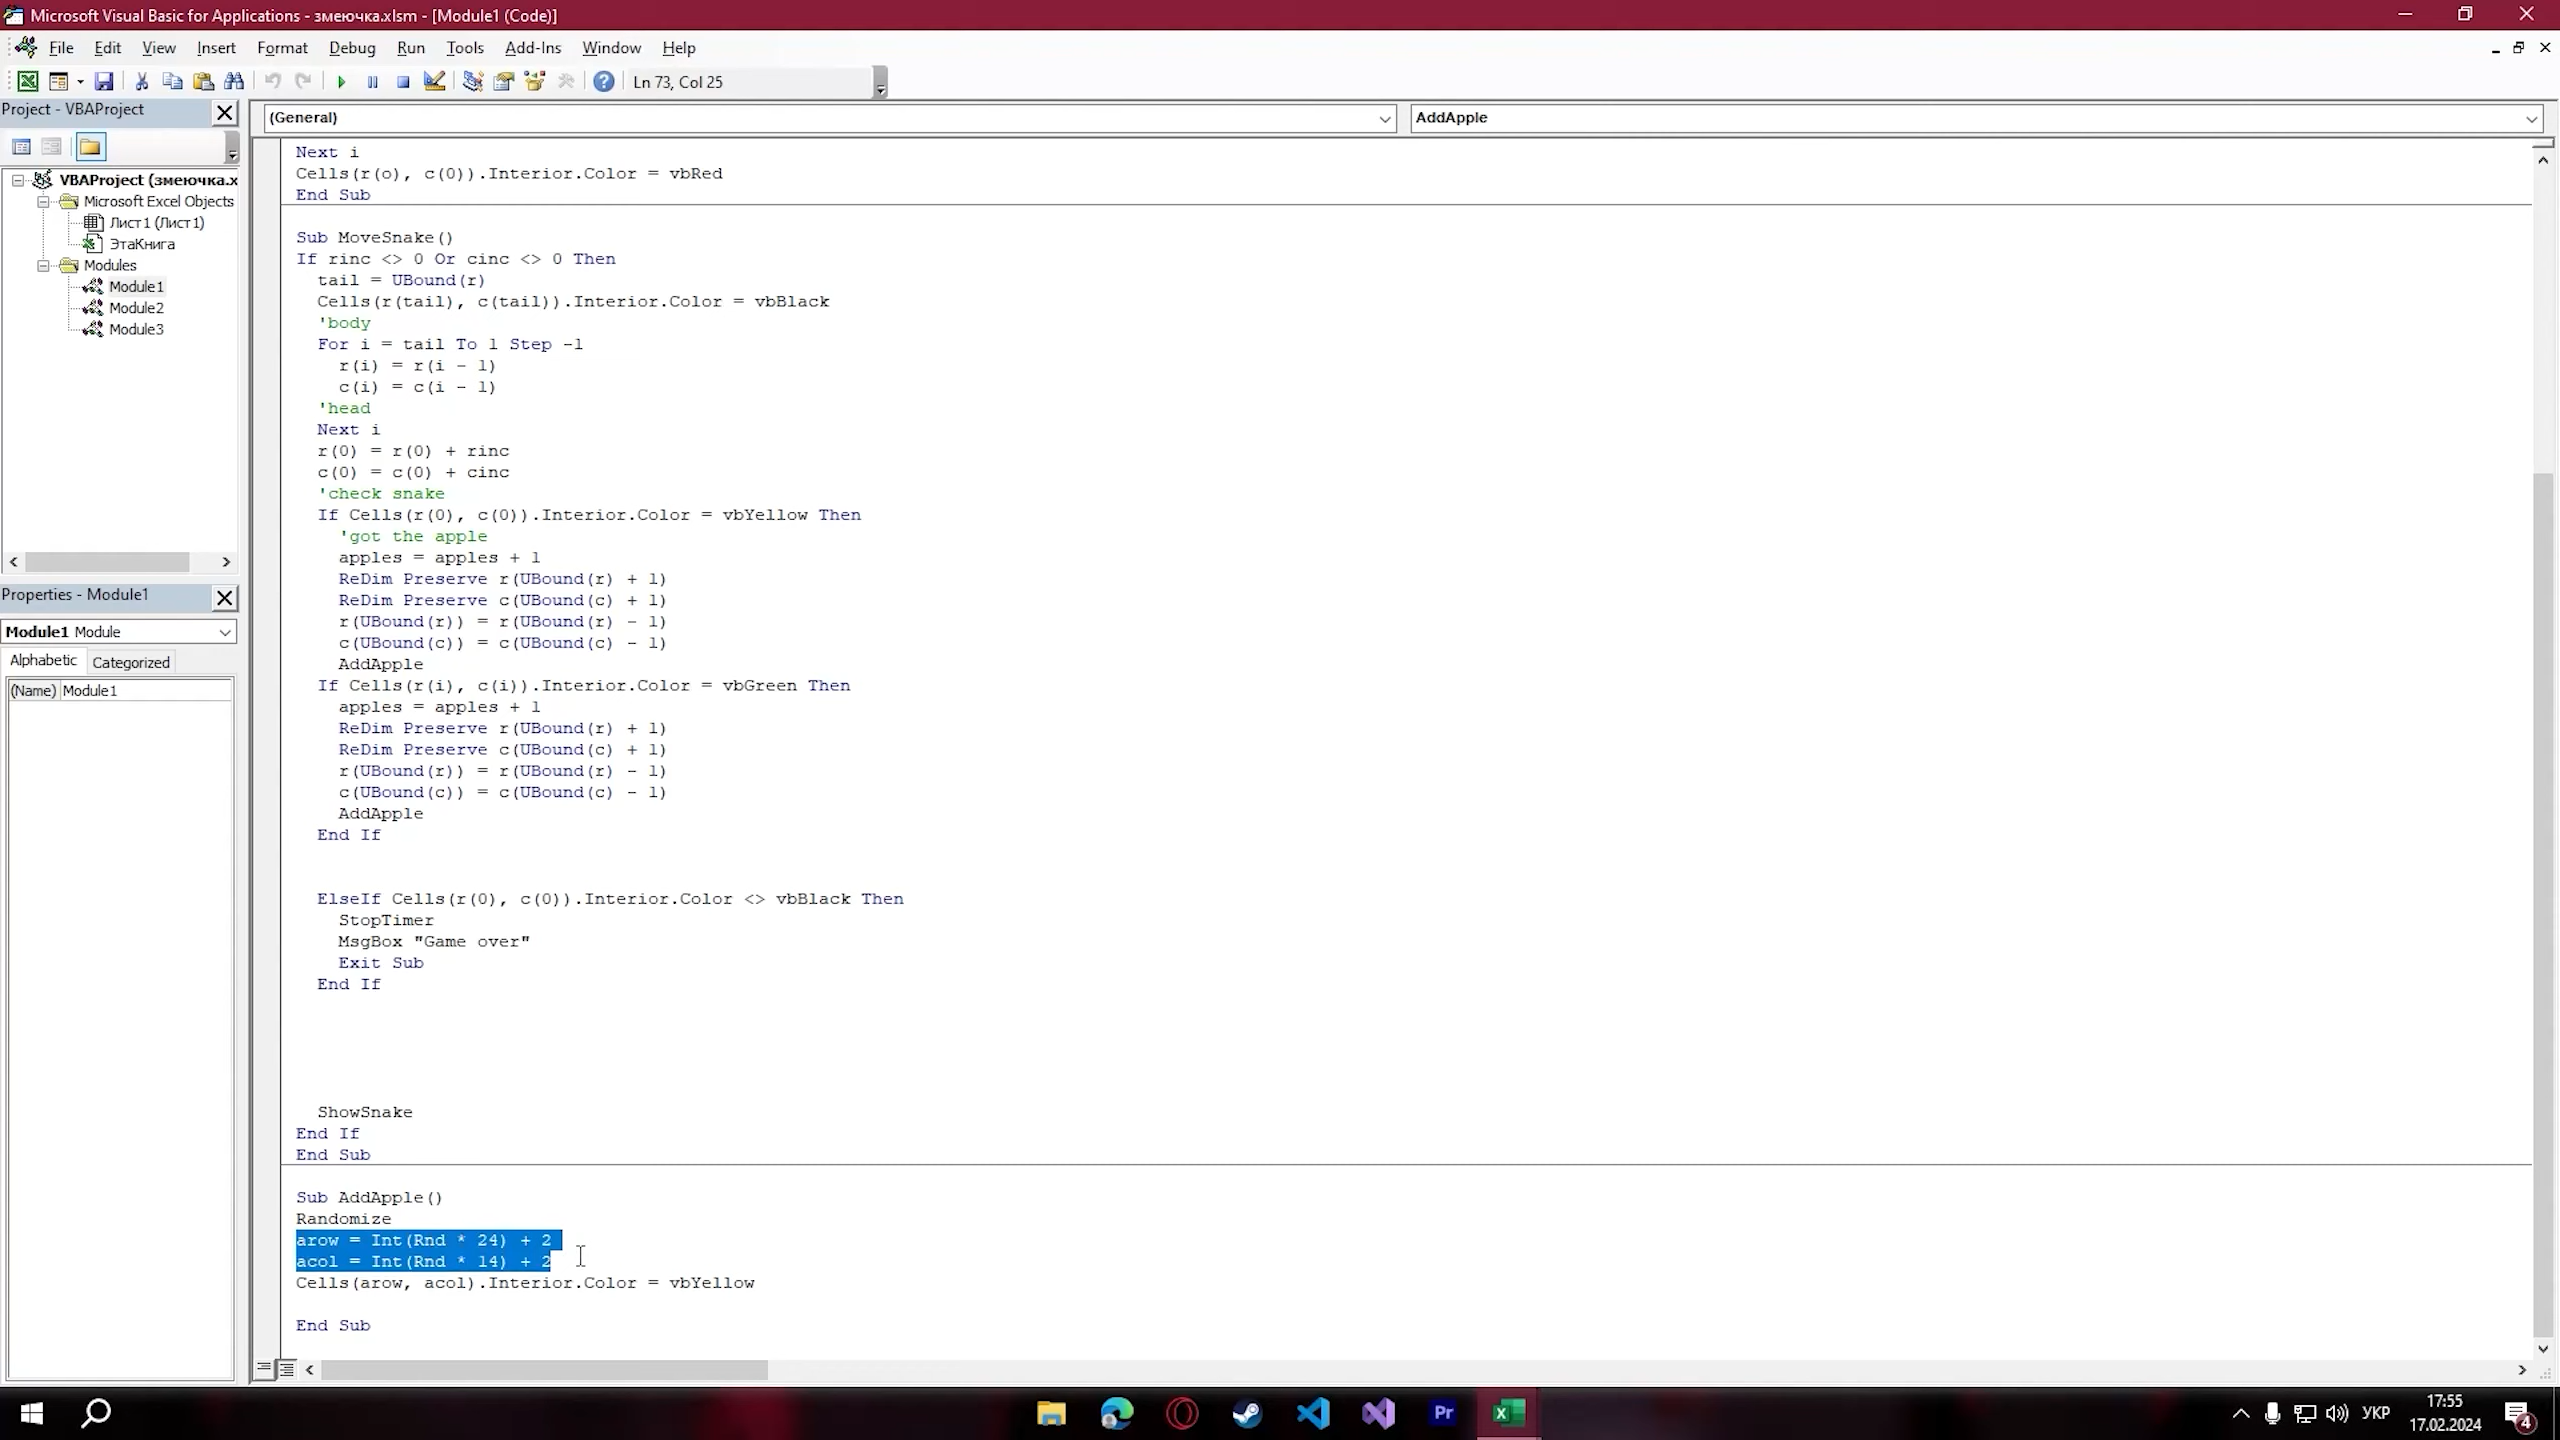 Microsoft Visual Basic for Applications - змеючка.xlsm - [Module1 (Code)]
File Edit View Insert Format Debug Run Tools Add-Ins Window Help
Ln 73, Col 25
Project - VBAProject
(General)
AddApple
VBAProject (змеючка.x
Microsoft Excel Objects
Лист1 (Лист1)
ЭтаКнига
Modules
Module1
Module2
Module3
Properties - Module1
Module1 Module
Alphabetic Categorized
(Name) Module1
Next i
Cells(r(o), c(0)).Interior.Color = vbRed
End Sub
Sub MoveSnake()
If rinc <> 0 Or cinc <> 0 Then
tail = UBound(r)
Cells(r(tail), c(tail)).Interior.Color = vbBlack
'body
For i = tail To 1 Step -1
r(i) = r(i - 1)
c(i) = c(i - 1)
'head
Next i
r(0) = r(0) + rinc
c(0) = c(0) + cinc
'check snake
If Cells(r(0), c(0)).Interior.Color = vbYellow Then
'got the apple
apples = apples + 1
ReDim Preserve r(UBound(r) + 1)
ReDim Preserve c(UBound(c) + 1)
r(UBound(r)) = r(UBound(r) - 1)
c(UBound(c)) = c(UBound(c) - 1)
AddApple
If Cells(r(i), c(i)).Interior.Color = vbGreen Then
apples = apples + 1
ReDim Preserve r(UBound(r) + 1)
ReDim Preserve c(UBound(c) + 1)
r(UBound(r)) = r(UBound(r) - 1)
c(UBound(c)) = c(UBound(c) - 1)
AddApple
End If
ElseIf Cells(r(0), c(0)).Interior.Color <> vbBlack Then
StopTimer
MsgBox "Game over"
Exit Sub
End If
ShowSnake
End If
End Sub
Sub AddApple()
Randomize
arow = Int(Rnd * 24) + 2
acol = Int(Rnd * 14) + 2
Cells(arow, acol).Interior.Color = vbYellow
End Sub
Pr
УКР
17:55
17.02.2024
4